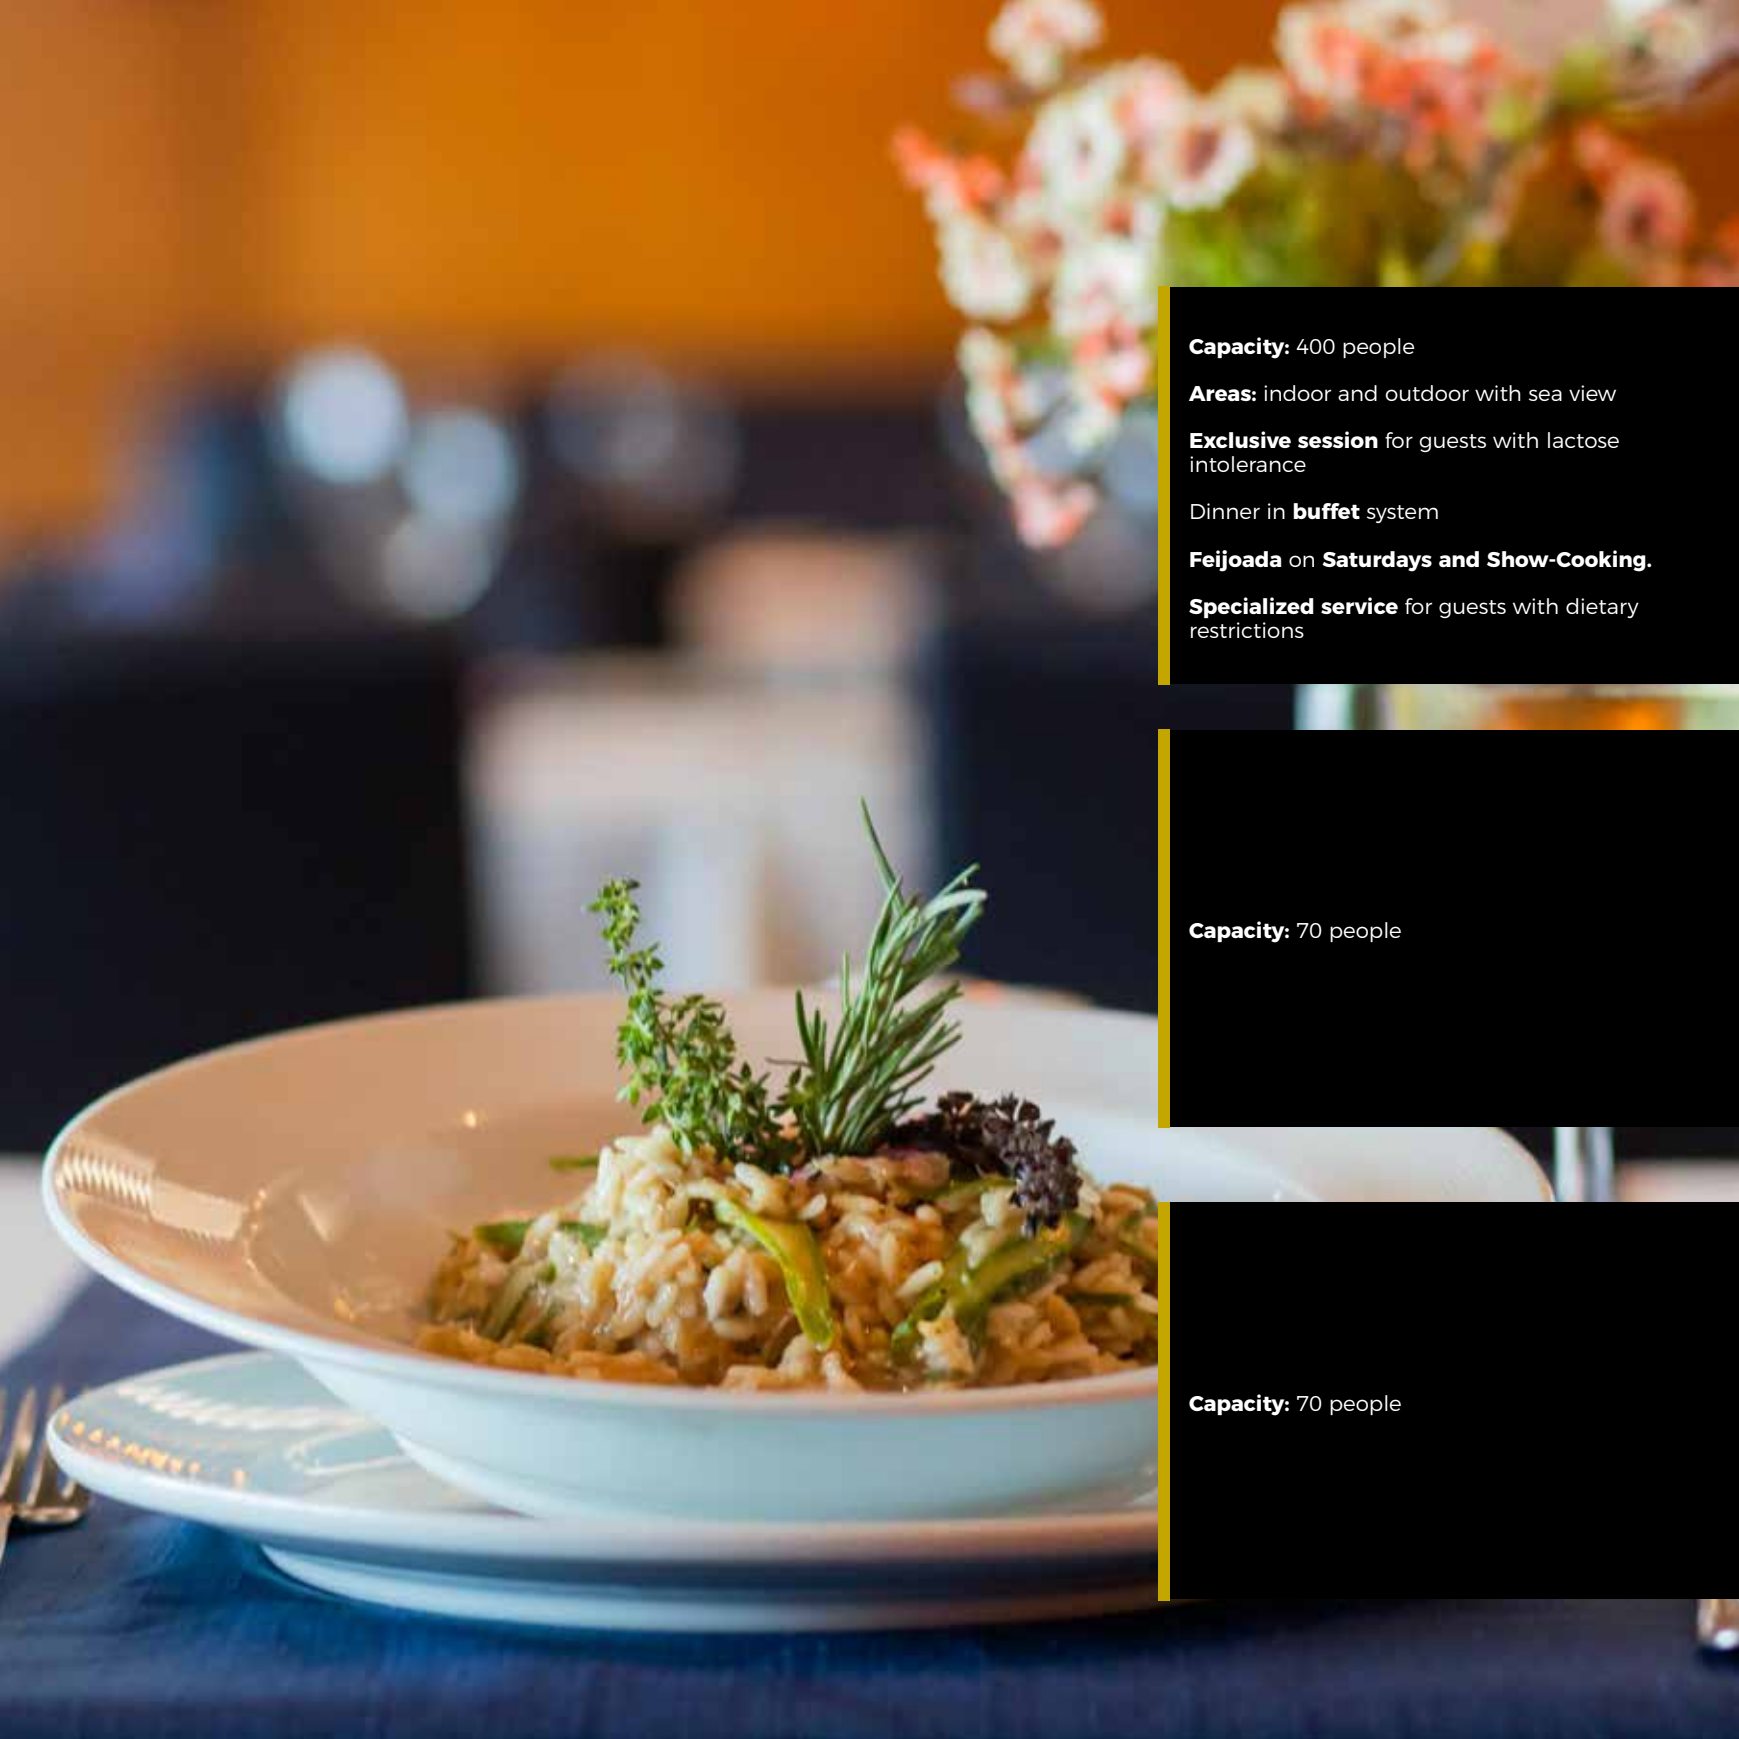 Capacity: 400 people
Areas: indoor and outdoor with sea view
Exclusive session for guests with lactose
intolerance
Dinner in buffet system
Feijoada on Saturdays and Show-Cooking.
Specialized service for guests with dietary
restrictions
Capacity: 70 people
Capacity: 70 people